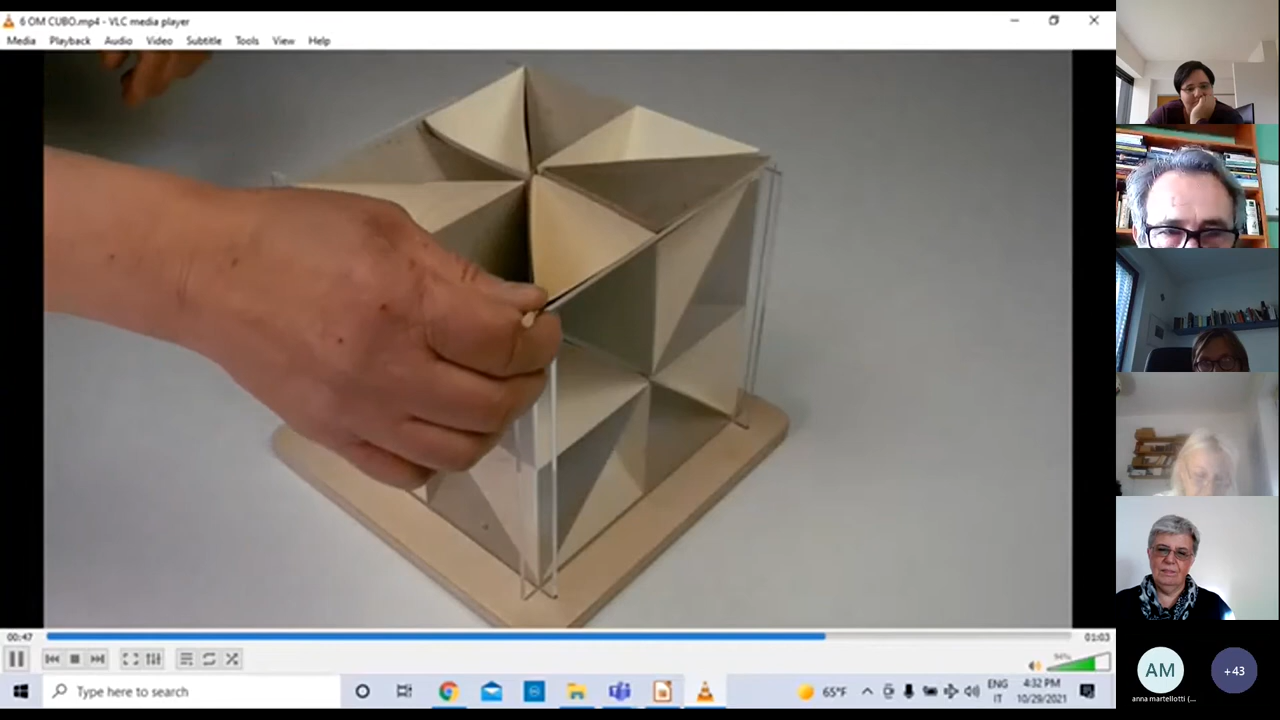 6 OM CUBO.mp4 - VLC media player
Media Playback Audio Video Subtitle Tools View Help
00:47
01:03
94%
Type here to search
65°F
ENG
IT
4:32 PM
10/29/2021
AM
+43
anna martellotti (...